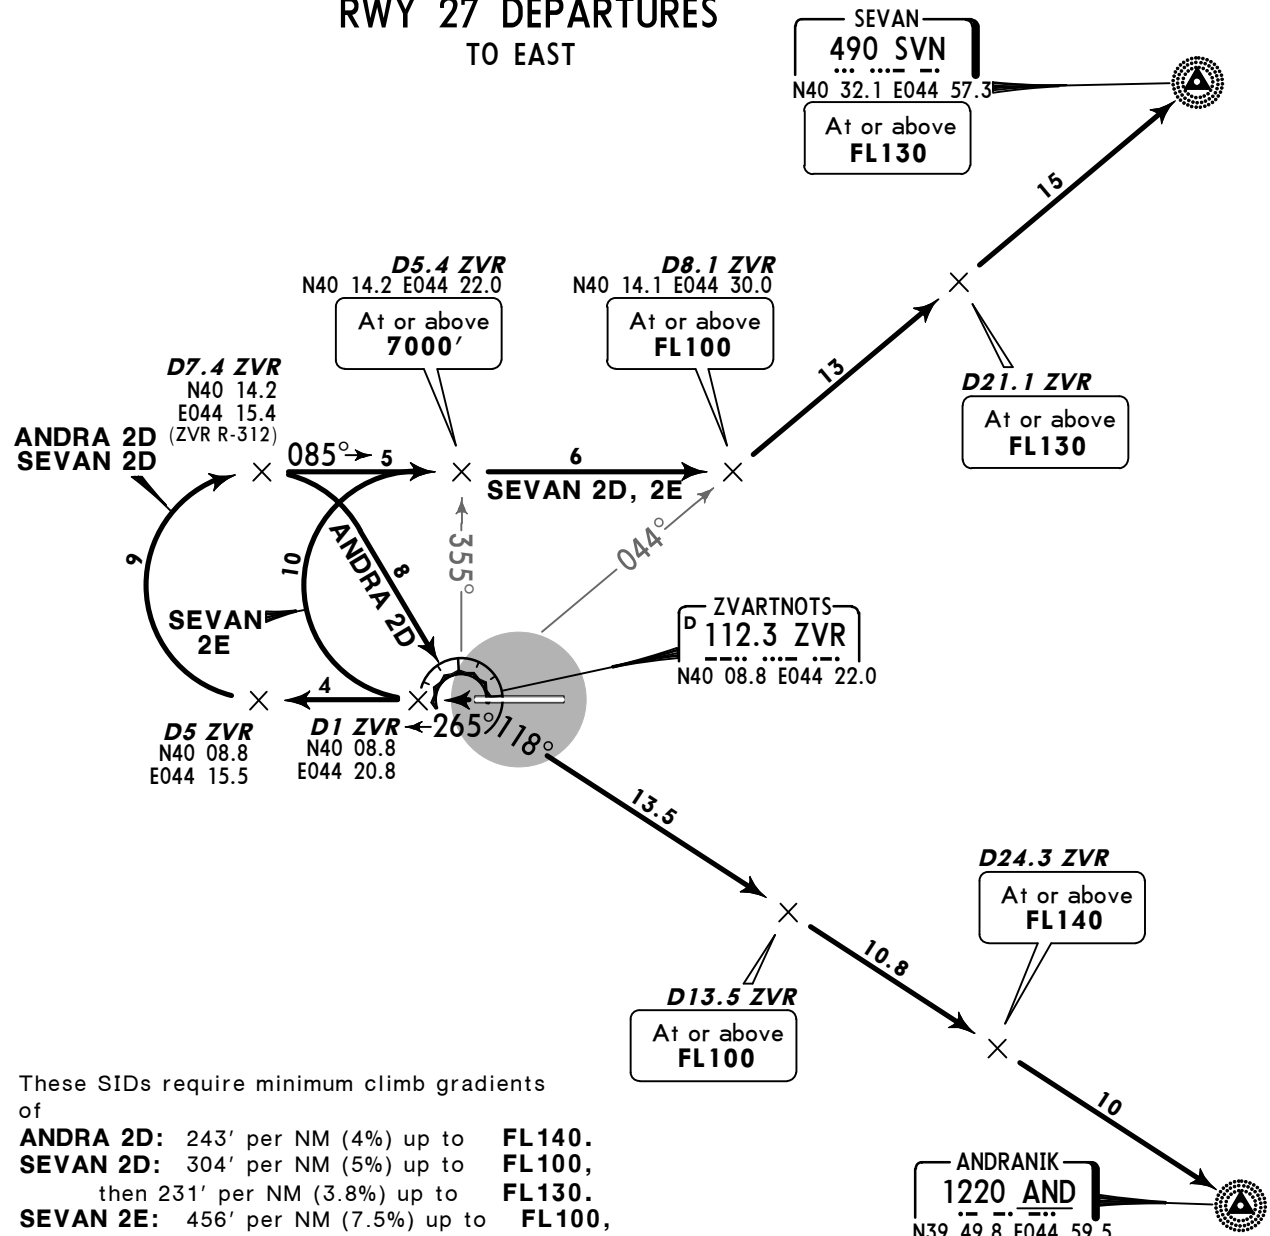 RWY 27 DEPARTURES
TO EAST
SEVAN
490 SVN
N40 32.1 E044 57.3
At or above
FL130
15
D5.4 ZVR
N40 14.2 E044 22.0
At or above
7000'
D8.1 ZVR
N40 14.1 E044 30.0
At or above
FL100
13
D21.1 ZVR
At or above
FL130
D7.4 ZVR
N40 14.2
E044 15.4
(ZVR R-312)
ANDRA 2D
SEVAN 2D
085°
5
6
SEVAN 2D, 2E
9
10
8
ANDRA 2D
355°
044°
SEVAN
2E
ZVARTNOTS
D 112.3 ZVR
N40 08.8 E044 22.0
4
D5 ZVR
N40 08.8
E044 15.5
D1 ZVR
N40 08.8
E044 20.8
265°
118°
13.5
D13.5 ZVR
At or above
FL100
10.8
D24.3 ZVR
At or above
FL140
10
ANDRANIK
1220 AND
N39 49.8 E044 59.5
These SIDs require minimum climb gradients
of
ANDRA 2D: 243' per NM (4%) up to FL140.
SEVAN 2D: 304' per NM (5%) up to FL100,
then 231' per NM (3.8%) up to FL130.
SEVAN 2E: 456' per NM (7.5%) up to FL100,